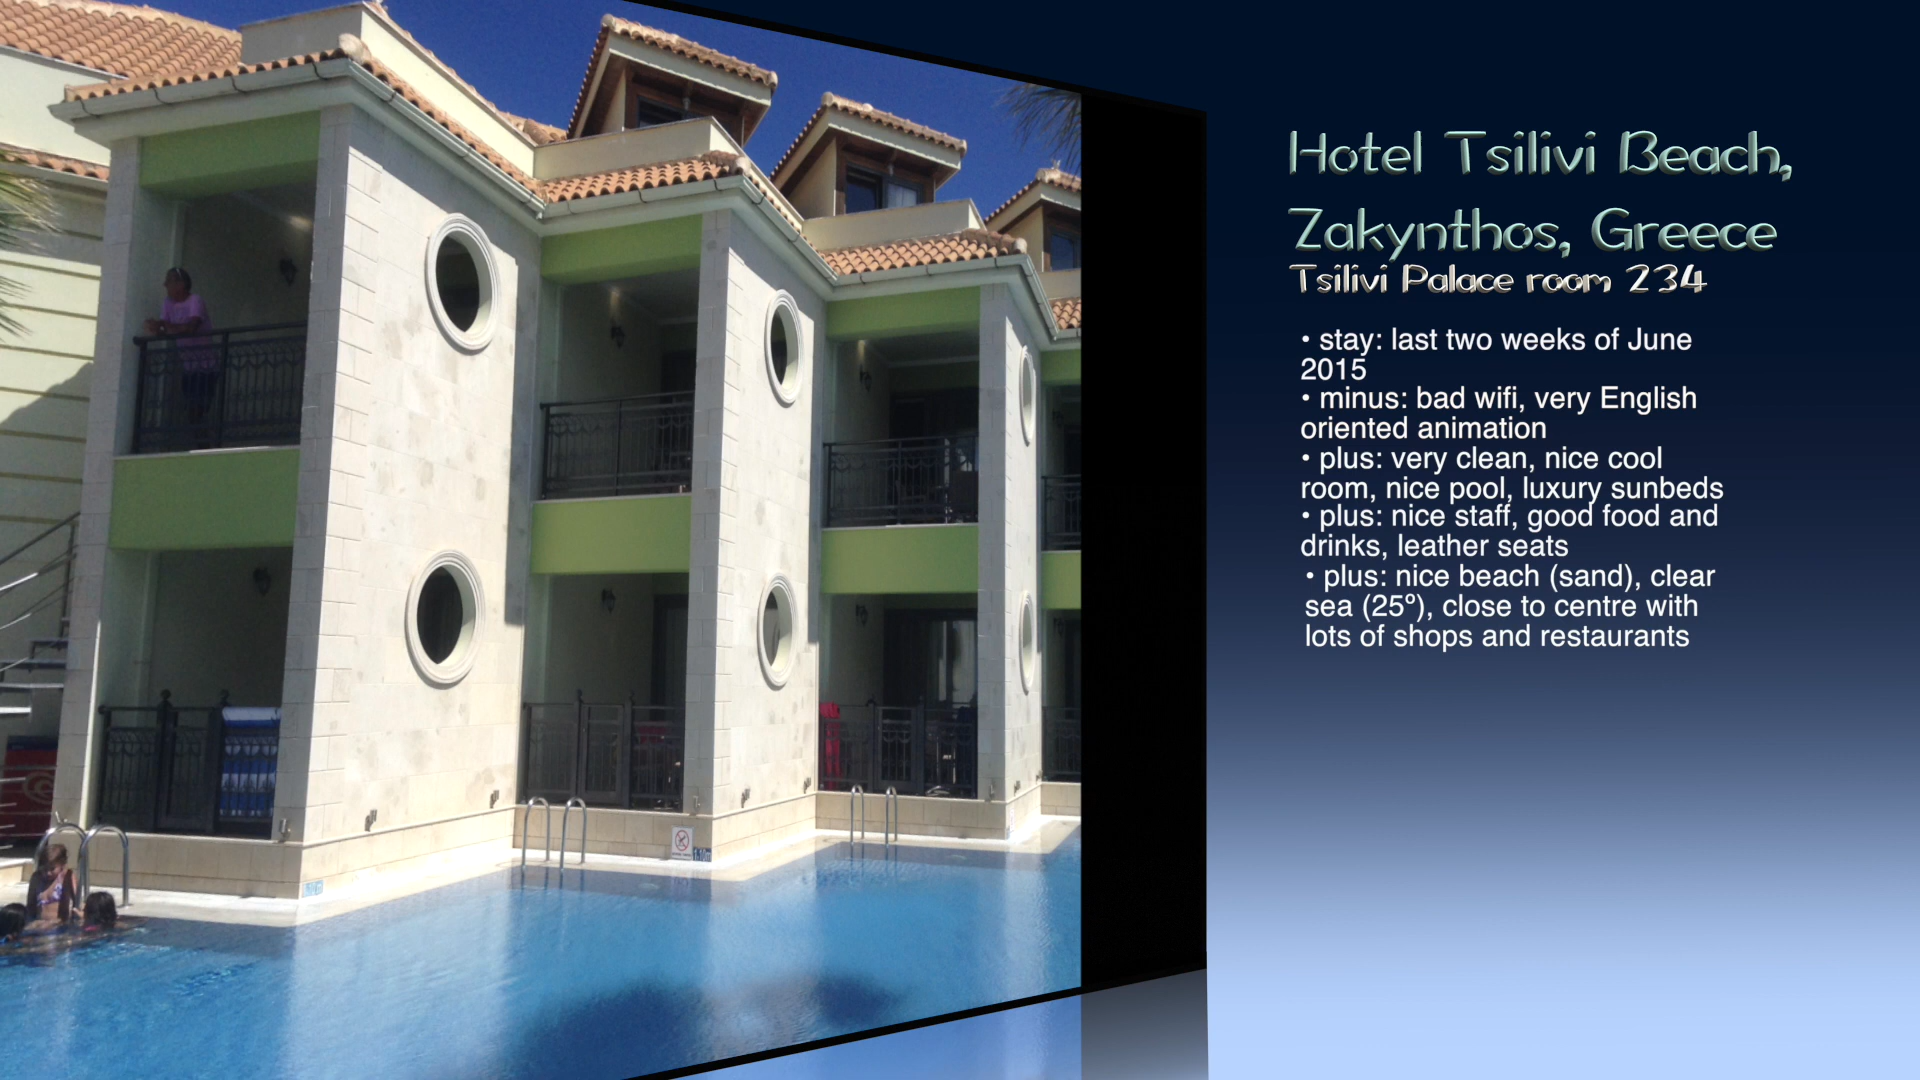 Hotel Tsilivi Beach,
Zakynthos, Greece
Tsilivi Palace room 234
• stay: last two weeks of June
2015
• minus: bad wifi, very English
oriented animation
• plus: very clean, nice cool
room, nice pool, luxury sunbeds
• plus: nice staff, good food and
drinks, leather seats
• plus: nice beach (sand), clear
sea (25º), close to centre with
lots of shops and restaurants